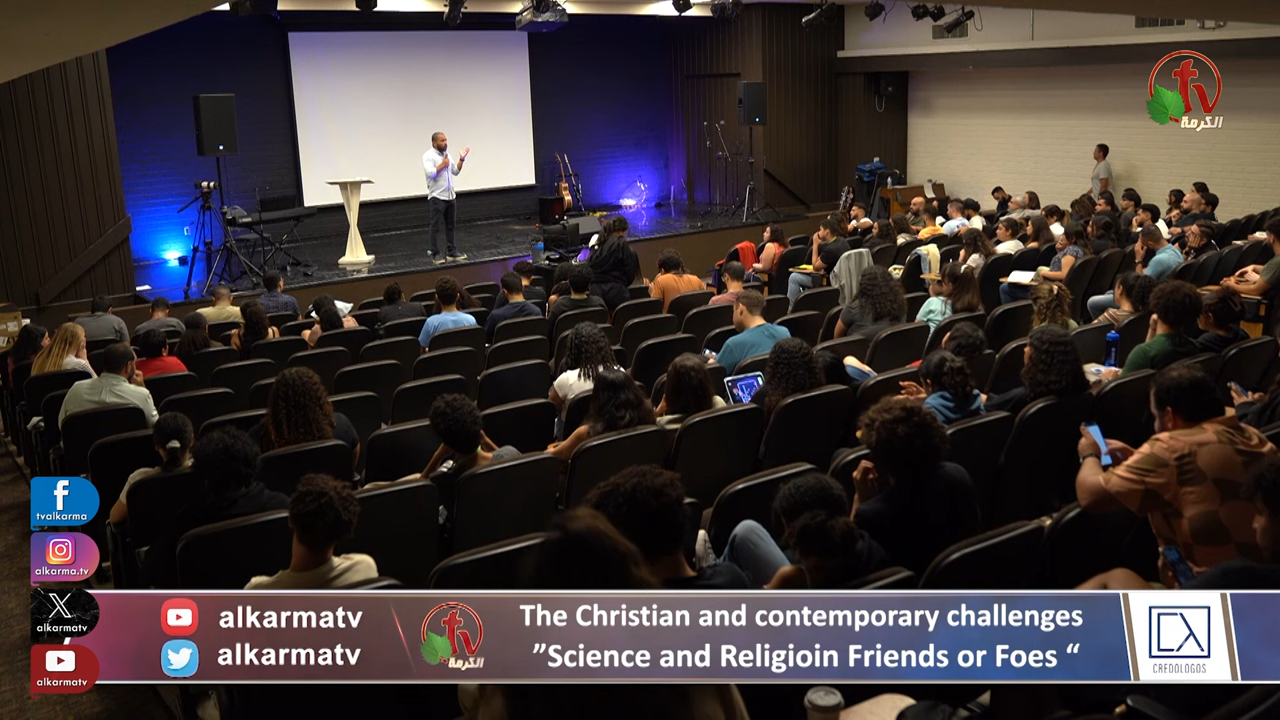 tv
الكرمة
tvalkarma
alkarma.tv
alkarmatv
alkarmatv
alkarmatv
alkarmatv
tv
الكرمة
The Christian and contemporary challenges
”Science and Religioin Friends or Foes “
CREDOLOGOS